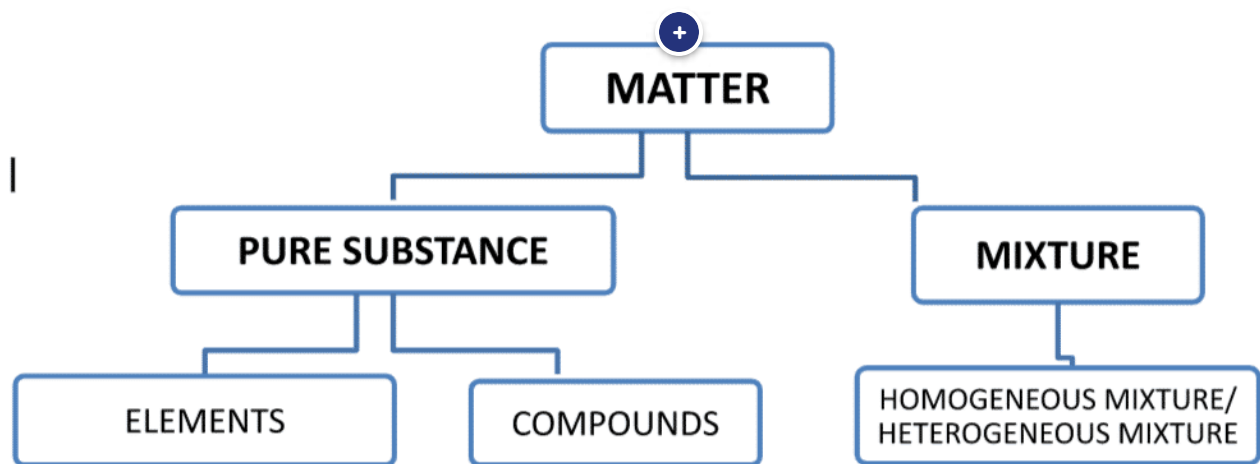 MATTER
PURE SUBSTANCE
MIXTURE
ELEMENTS
COMPOUNDS
HOMOGENEOUS MIXTURE/
HETEROGENEOUS MIXTURE